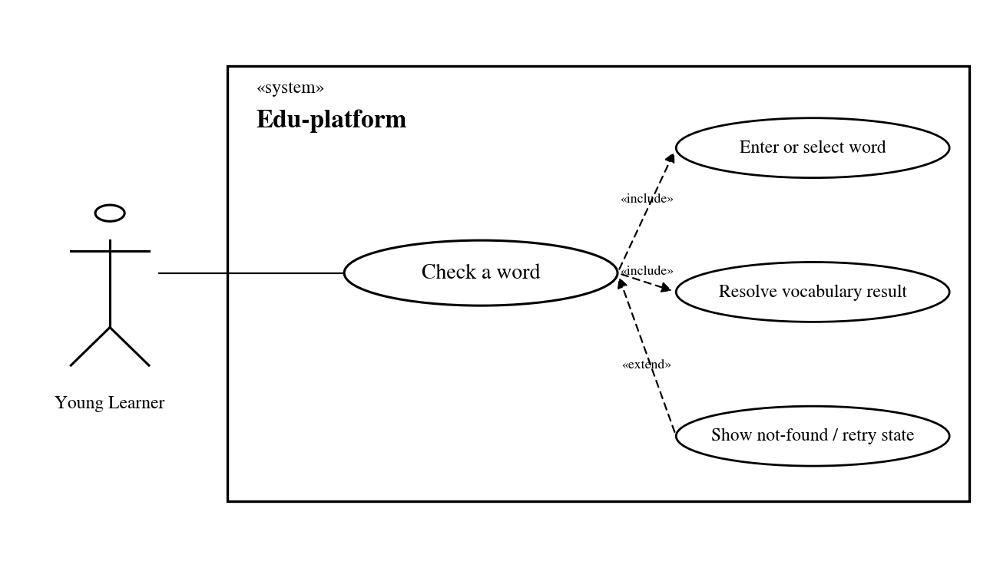 «system»
Edu-platform
Enter or select word
«include»
Check a word
«include»
Resolve vocabulary result
«extend»
Young Learner
Show not-found / retry state